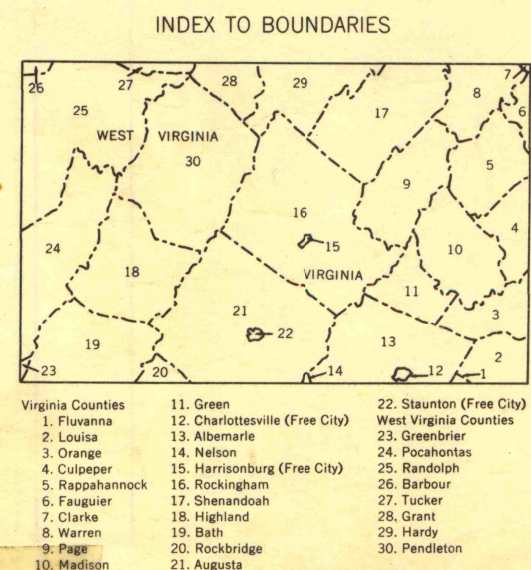 INDEX TO BOUNDARIES
26
27
28
29
7
8
6
25
17
WEST VIRGINIA
30
5
9
16
4
24
15
10
18
VIRGINIA
11
21
3
22
13
19
2
23
20
14
12
1
Virginia Counties
1. Fluvanna
2. Louisa
3. Orange
4. Culpeper
5. Rappahannock
6. Fauguier
7. Clarke
8. Warren
9. Page
10. Madison
11. Green
12. Charlottesville (Free City)
13. Albemarle
14. Nelson
15. Harrisonburg (Free City)
16. Rockingham
17. Shenandoah
18. Highland
19. Bath
20. Rockbridge
21. Augusta
22. Staunton (Free City)
West Virginia Counties
23. Greenbrier
24. Pocahontas
25. Randolph
26. Barbour
27. Tucker
28. Grant
29. Hardy
30. Pendleton